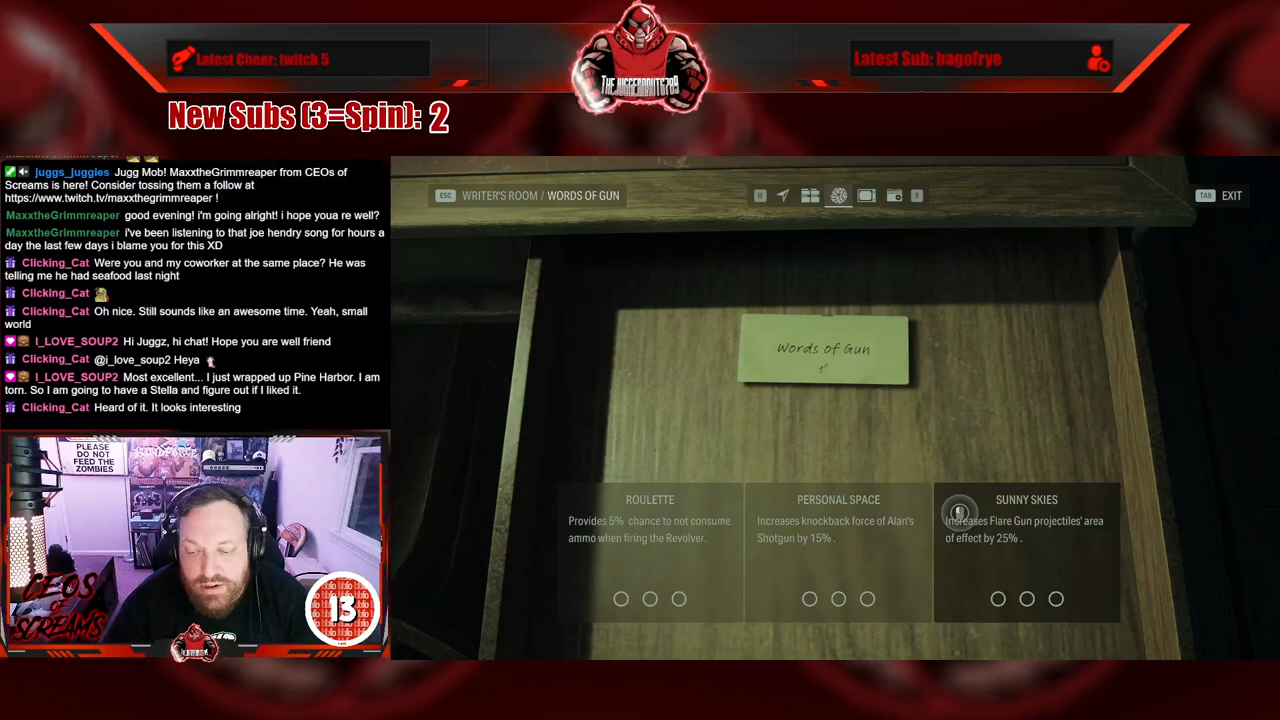 Latest Cheer: twitch 5
THEJUGGERNAUT6789
Latest Sub: bagofrye
New Subs (3=Spin): 2
juggs_juggies Jugg Mob! MaxxtheGrimmreaper from CEOs of
Screams is here! Consider tossing them a follow at
https://www.twitch.tv/maxxthegrimmreaper !
MaxxtheGrimmreaper good evening! i'm going alright! i hope youa re well?
MaxxtheGrimmreaper i've been listening to that joe hendry song for hours a
day the last few days i blame you for this XD
Clicking_Cat Were you and my coworker at the same place? He was
telling me he had seafood last night
Clicking_Cat
Clicking_Cat Oh nice. Still sounds like an awesome time. Yeah, small
world
I_LOVE_SOUP2 Hi Juggz, hi chat! Hope you are well friend
Clicking_Cat @i_love_soup2 Heya
I_LOVE_SOUP2 Most excellent... I just wrapped up Pine Harbor. I am
torn. So I am going to have a Stella and figure out if I liked it.
Clicking_Cat Heard of it. It looks interesting
PLEASE
DO NOT
FEED THE
ZOMBIES
CEOS
OF
SCREAMS
13
ESC WRITER'S ROOM / WORDS OF GUN
Q
E
TAB EXIT
Words of Gun
ROULETTE
Provides 5% chance to not consume
ammo when firing the Revolver.
PERSONAL SPACE
Increases knockback force of Alan's
Shotgun by 15% .
SUNNY SKIES
Increases Flare Gun projectiles' area
of effect by 25% .